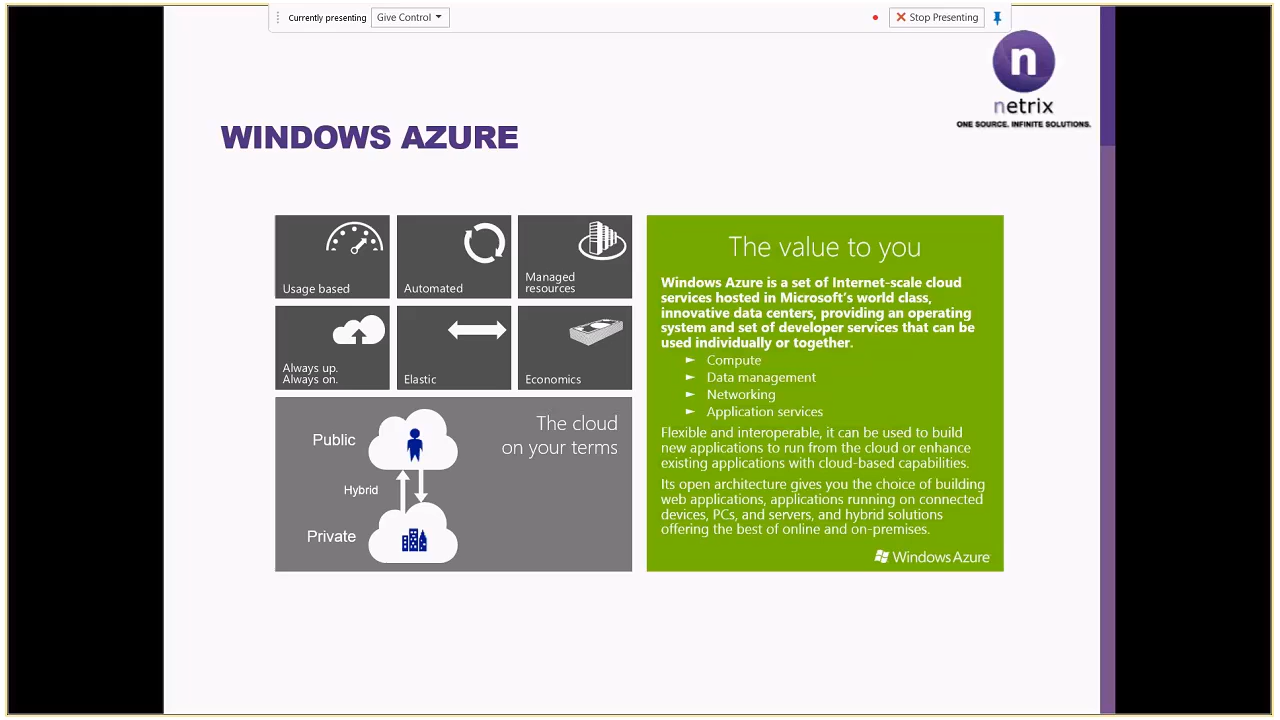 Currently presenting
Give Control
Stop Presenting
n
netrix
ONE SOURCE. INFINITE SOLUTIONS.
WINDOWS AZURE
Usage based
Automated
Managed
resources
Always up.
Always on.
Elastic
Economics
The cloud
on your terms
Public
Hybrid
Private
The value to you
Windows Azure is a set of Internet-scale cloud
services hosted in Microsoft's world class,
innovative data centers, providing an operating
system and set of developer services that can be
used individually or together.
► Compute
► Data management
► Networking
► Application services
Flexible and interoperable, it can be used to build
new applications to run from the cloud or enhance
existing applications with cloud-based capabilities.
Its open architecture gives you the choice of building
web applications, applications running on connected
devices, PCs, and servers, and hybrid solutions
offering the best of online and on-premises.
Windows Azure